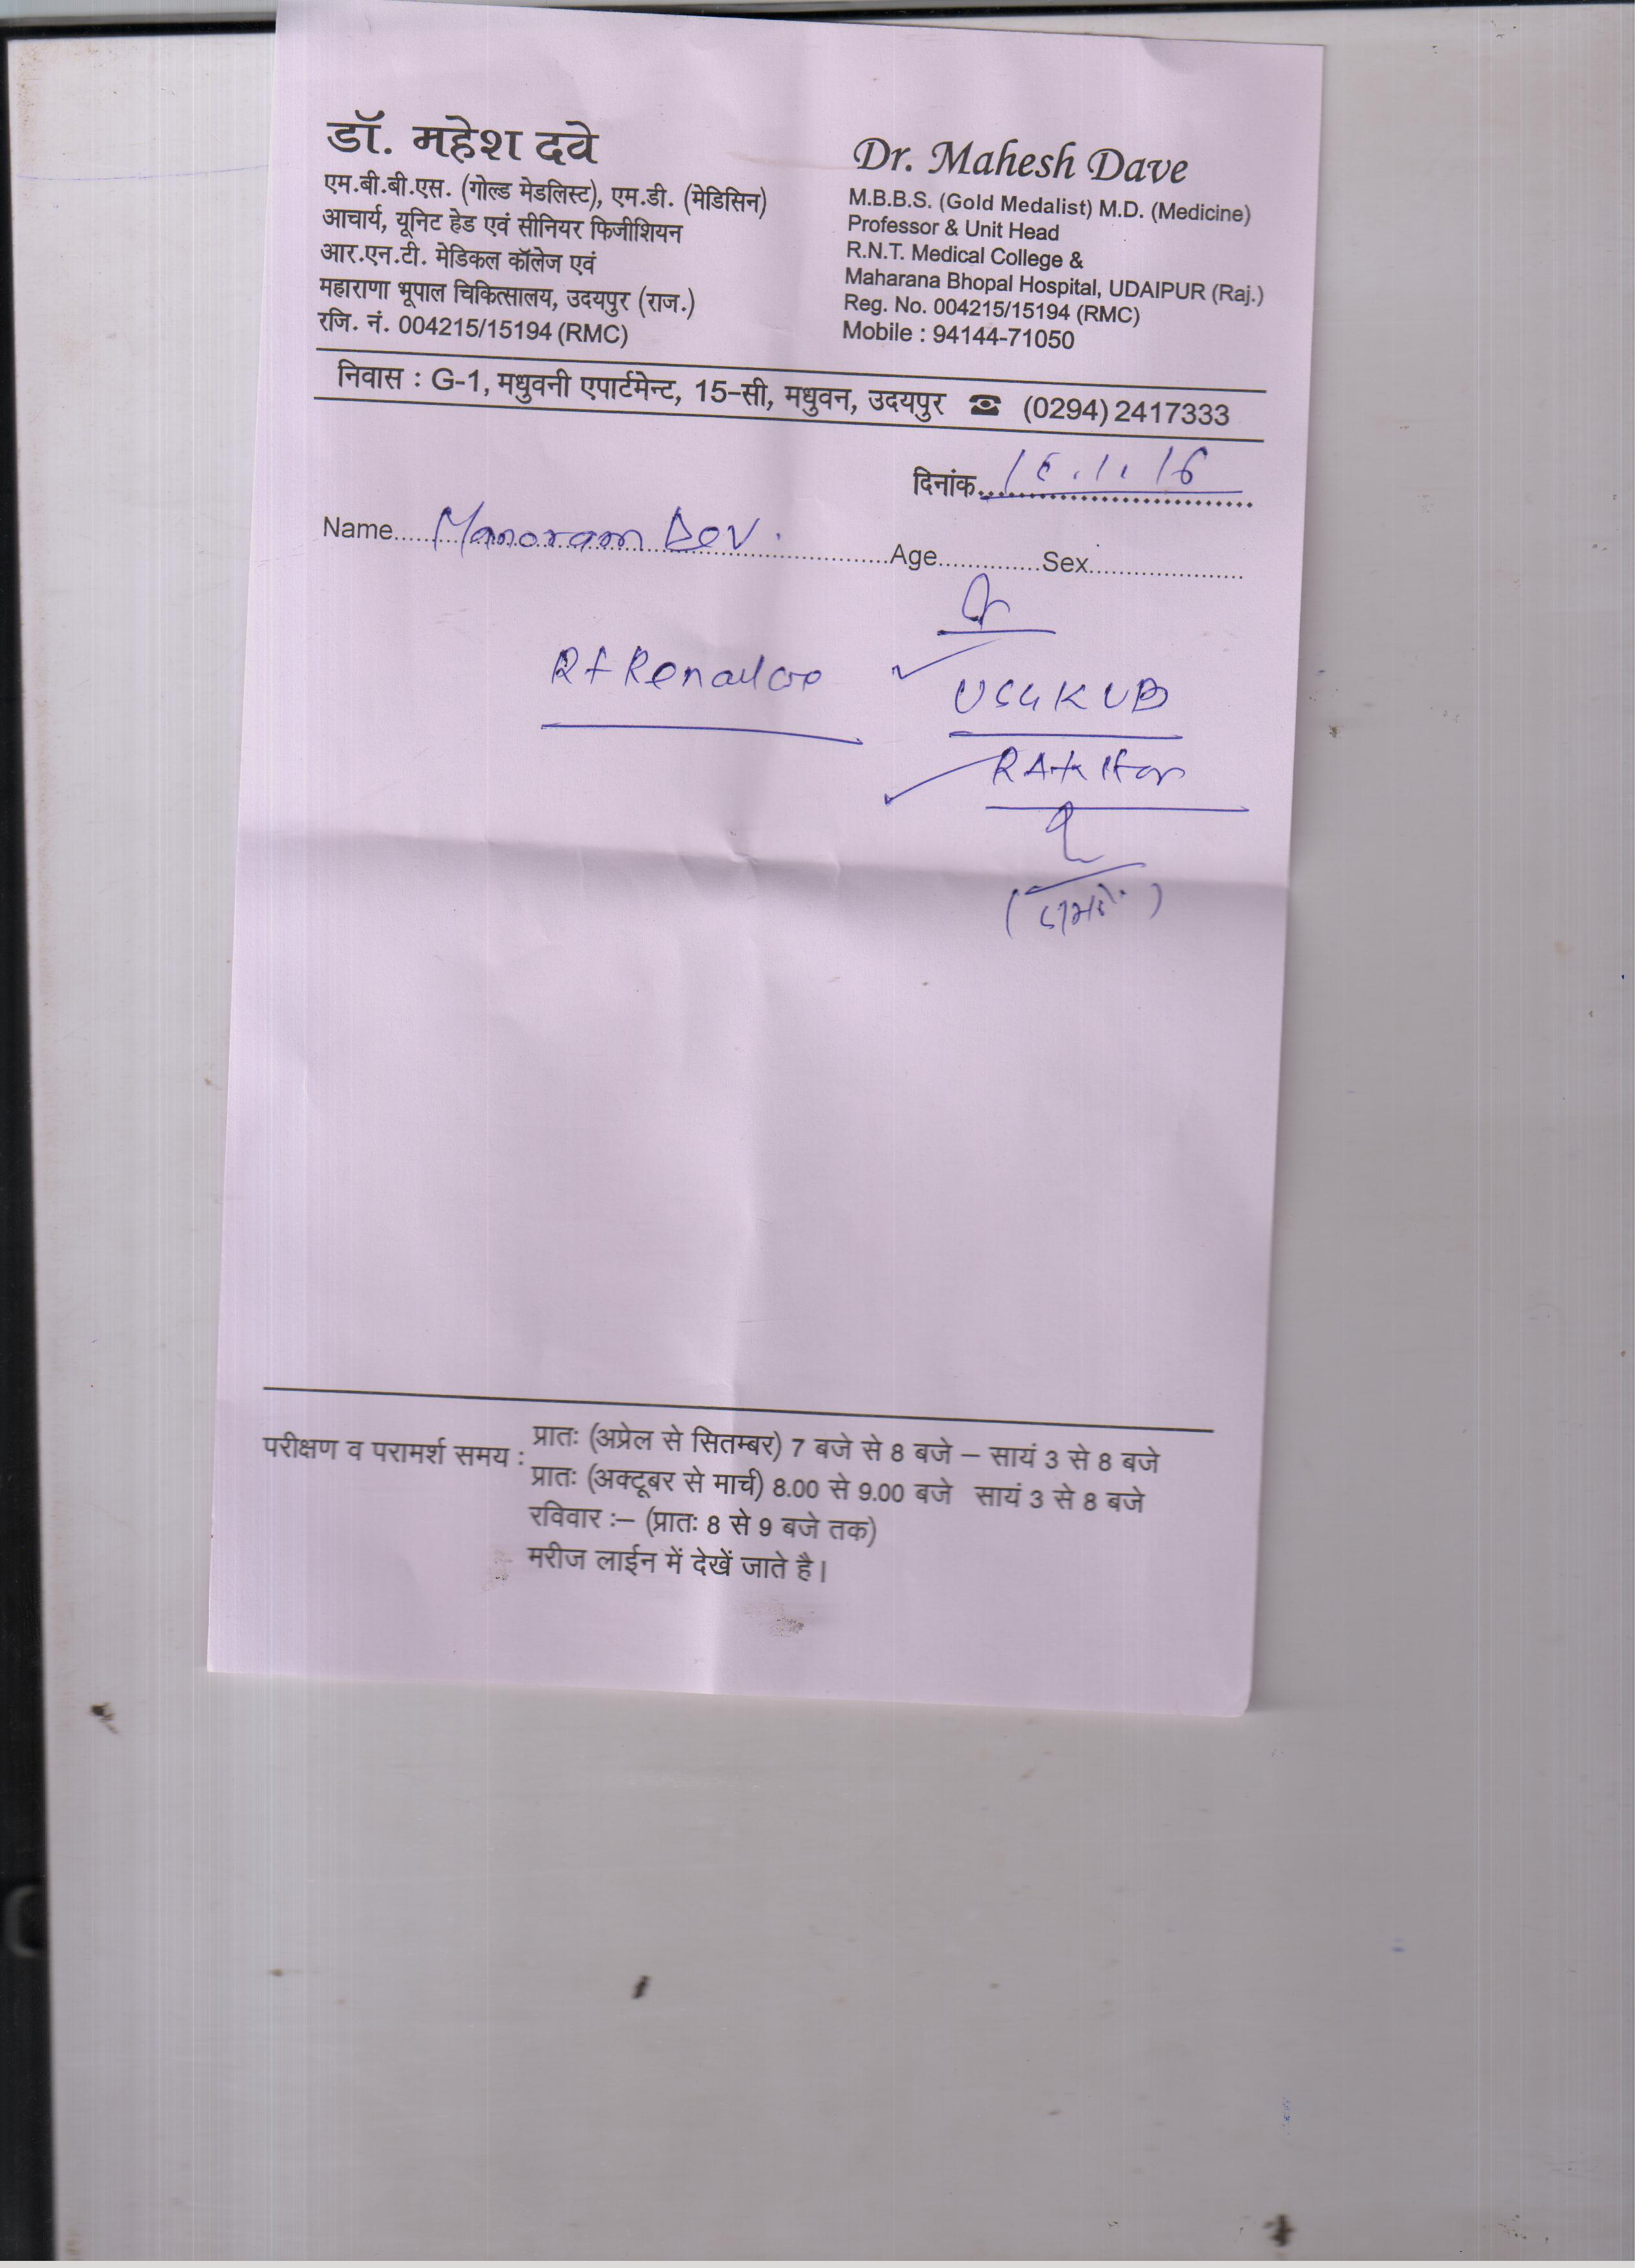 डॉ. महेश दवे
एम.बी.बी.एस. (गोल्ड मेडलिस्ट), एम.डी. (मेडिसिन)
आचार्य, यूनिट हेड एवं सीनियर फिजीशियन
आर.एन.टी. मेडिकल कॉलेज एवं
महाराणा भूपाल चिकित्सालय, उदयपुर (राज.)
रजि. नं. 004215/15194 (RMC)
Dr. Mahesh Dave
M.B.B.S. (Gold Medalist) M.D. (Medicine)
Professor & Unit Head
R.N.T. Medical College &
Maharana Bhopal Hospital, UDAIPUR (Raj.)
Reg. No. 004215/15194 (RMC)
Mobile : 94144-71050
निवास : G-1, मधुवनी एपार्टमेन्ट, 15-सी, मधुवन, उदयपुर ☎ (0294) 2417333
दिनांक
Name Manoram Age Sex
Rt Renal
USG KUB
परीक्षण व परामर्श समय : प्रातः (अप्रेल से सितम्बर) 7 बजे से 8 बजे – सायं 3 से 8 बजे
प्रातः (अक्टूबर से मार्च) 8.00 से 9.00 बजे सायं 3 से 8 बजे
रविवार :– (प्रातः 8 से 9 बजे तक)
मरीज लाईन में देखें जाते है।